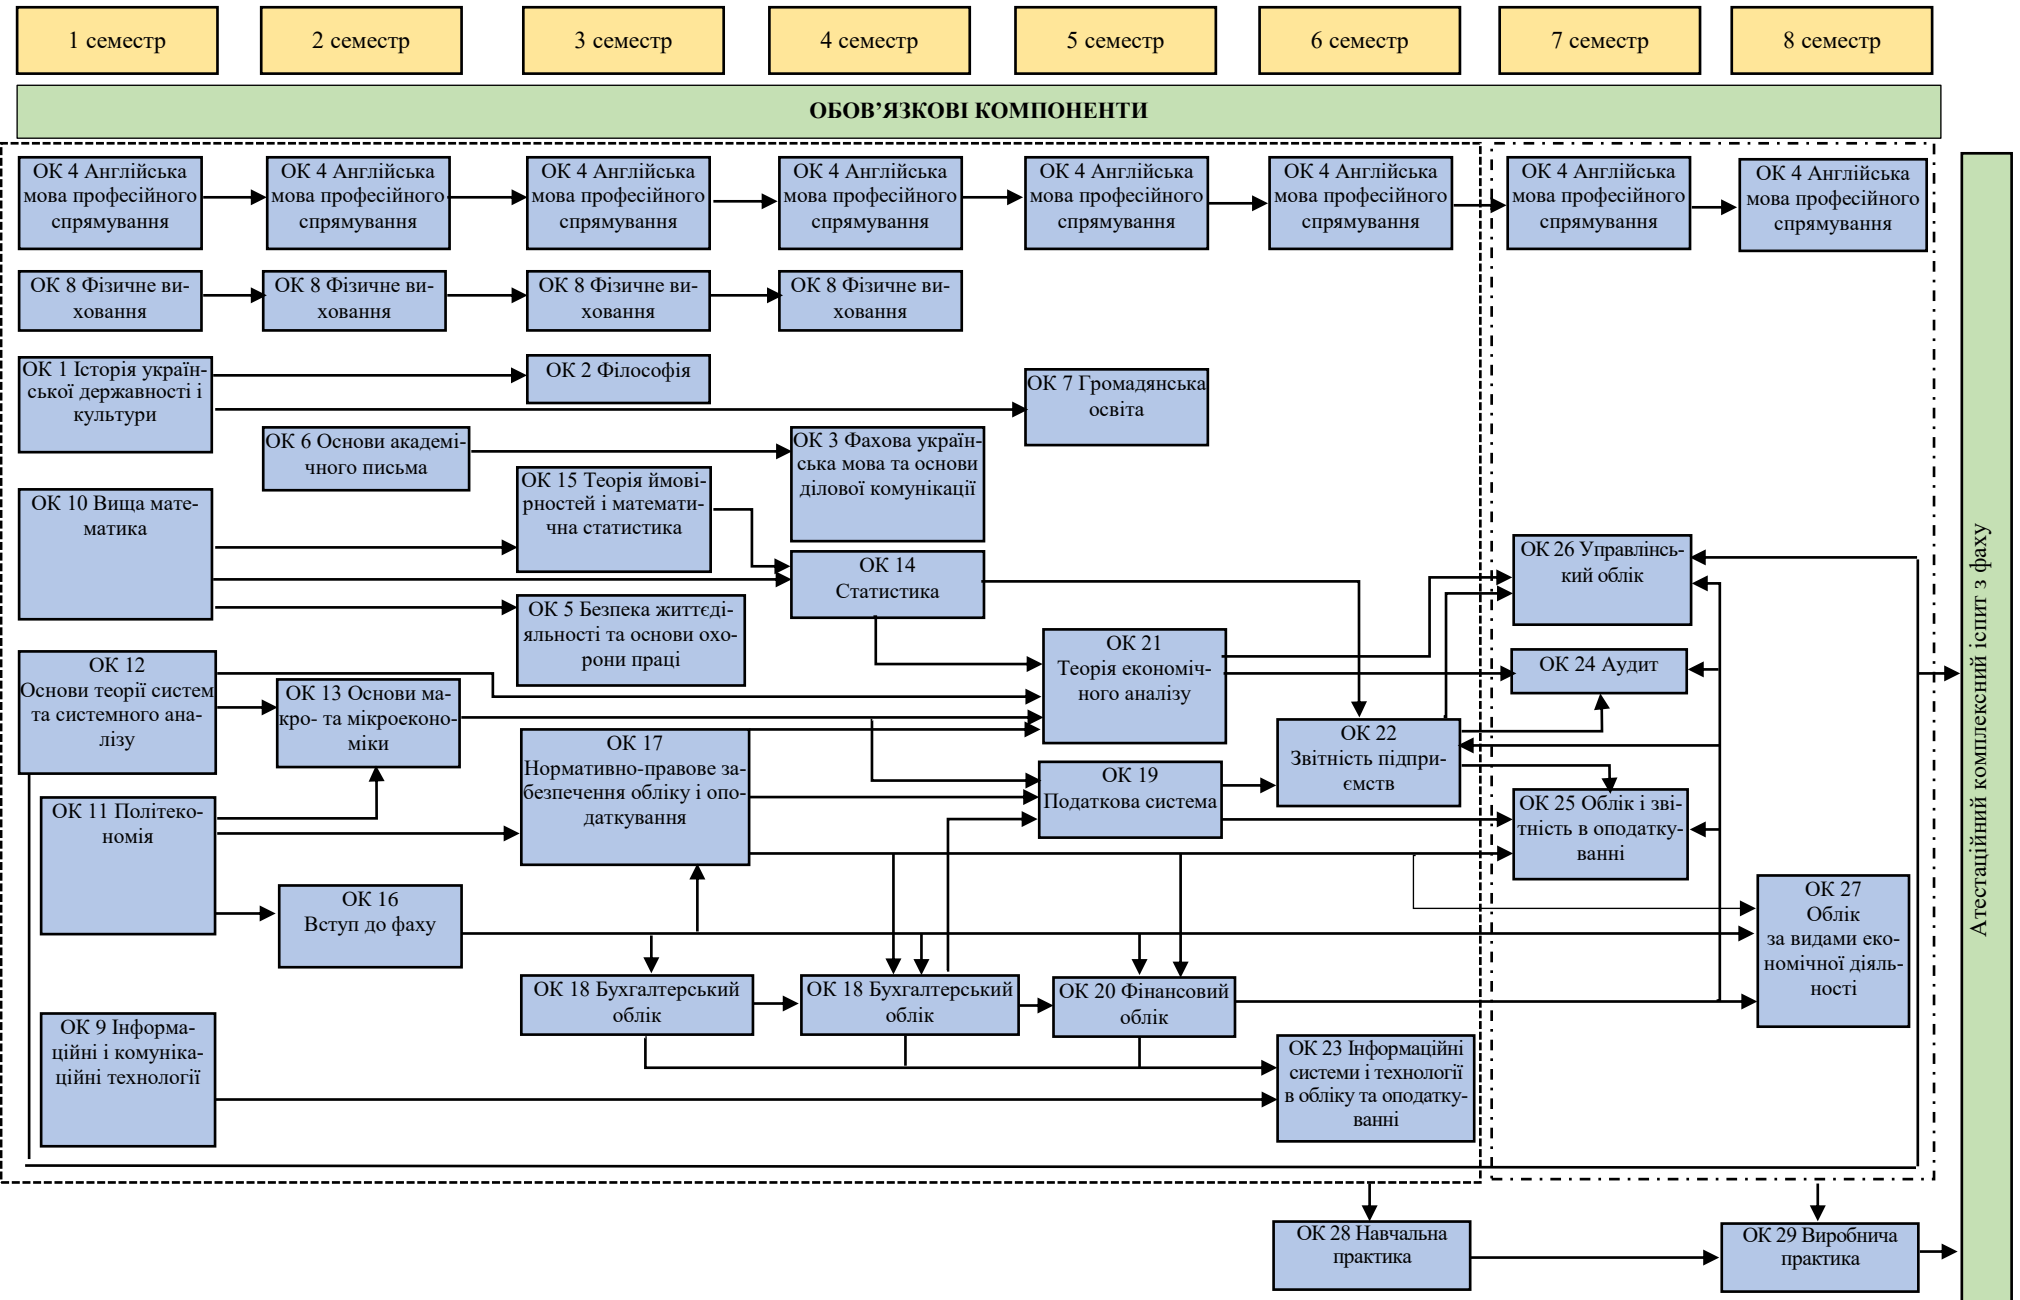 1 семестр
2 семестр
3 семестр
4 семестр
5 семестр
6 семестр
7 семестр
8 семестр
ОБОВ’ЯЗКОВІ КОМПОНЕНТИ
ОК 4 Англійська
мова професійного
спрямування
ОК 4 Англійська
мова професійного
спрямування
ОК 4 Англійська
мова професійного
спрямування
ОК 4 Англійська
мова професійного
спрямування
ОК 4 Англійська
мова професійного
спрямування
ОК 4 Англійська
мова професійного
спрямування
ОК 4 Англійська
мова професійного
спрямування
ОК 4 Англійська
мова професійного
спрямування
ОК 8 Фізичне ви-
ховання
ОК 8 Фізичне ви-
ховання
ОК 8 Фізичне ви-
ховання
ОК 8 Фізичне ви-
ховання
ОК 1 Історія україн-
ської державності і
культури
ОК 2 Філософія
ОК 7 Громадянська
освіта
ОК 6 Основи академі-
чного письма
ОК 3 Фахова україн-
ська мова та основи
ділової комунікації
ОК 15 Теорія ймові-
рностей і математи-
чна статистика
ОК 10 Вища мате-
матика
ОК 14
Статистика
ОК 26 Управлінсь-
кий облік
ОК 5 Безпека життєді-
яльності та основи охо-
рони праці
ОК 21
Теорія економіч-
ного аналізу
ОК 24 Аудит
ОК 12
Основи теорії систем
та системного ана-
лізу
ОК 13 Основи ма-
кро- та мікроеконо-
міки
ОК 17
Нормативно-правове за-
безпечення обліку і опо-
даткування
ОК 22
Звітність підпри-
ємств
ОК 19
Податкова система
ОК 25 Облік і зві-
тність в оподатку-
ванні
ОК 11 Політеко-
номія
ОК 16
Вступ до фаху
ОК 27
Облік
за видами еко-
номічної діяль-
ності
ОК 18 Бухгалтерський
облік
ОК 18 Бухгалтерський
облік
ОК 20 Фінансовий
облік
ОК 9 Інформа-
ційні і комуніка-
ційні технології
ОК 23 Інформаційні
системи і технології
в обліку та оподатку-
ванні
ОК 28 Навчальна
практика
ОК 29 Виробнича
практика
Атестаційний комплексний іспит з фаху